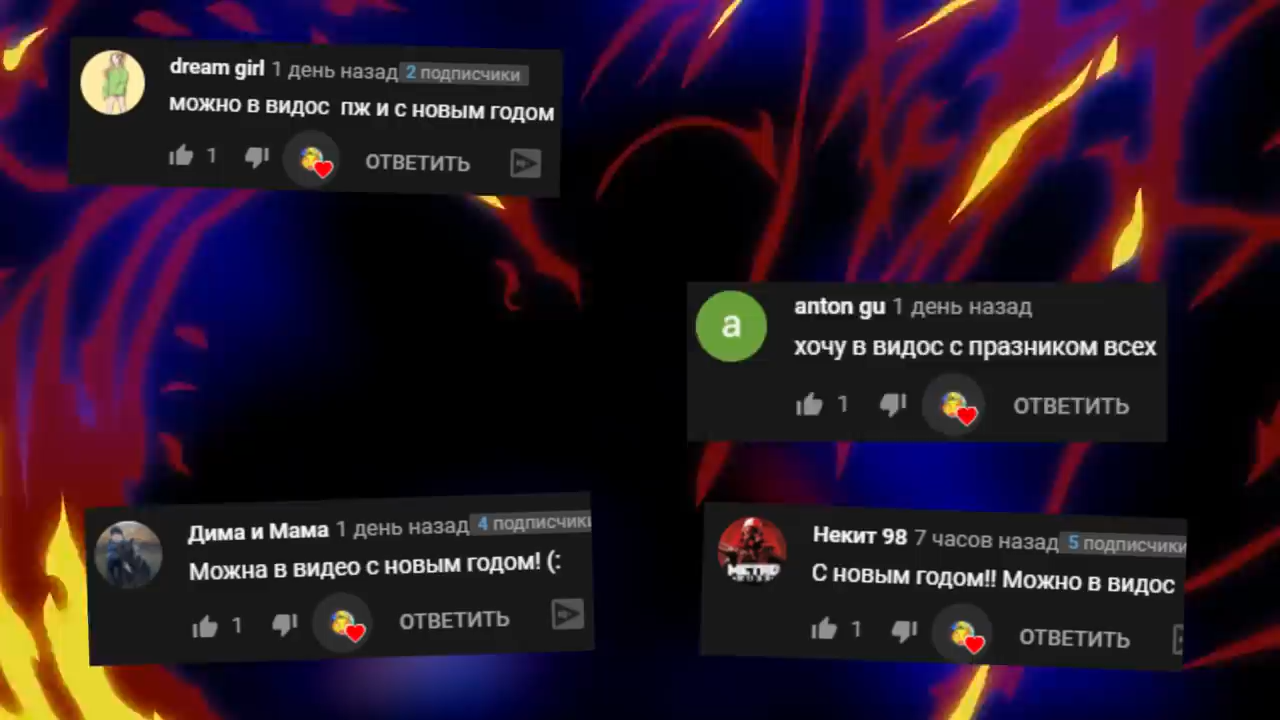 dream girl 1 день назад 2 подписчики
можно в видос пж и с новым годом
1 ОТВЕТИТЬ
anton gu 1 день назад
a
хочу в видос с празником всех
1 ОТВЕТИТЬ
Дима и Мама 1 день назад 4 подписчики
Можна в видео с новым годом! (:
1 ОТВЕТИТЬ
Некит 98 7 часов назад 5 подписчики
METRO
С новым годом!! Можно в видос
1 ОТВЕТИТЬ